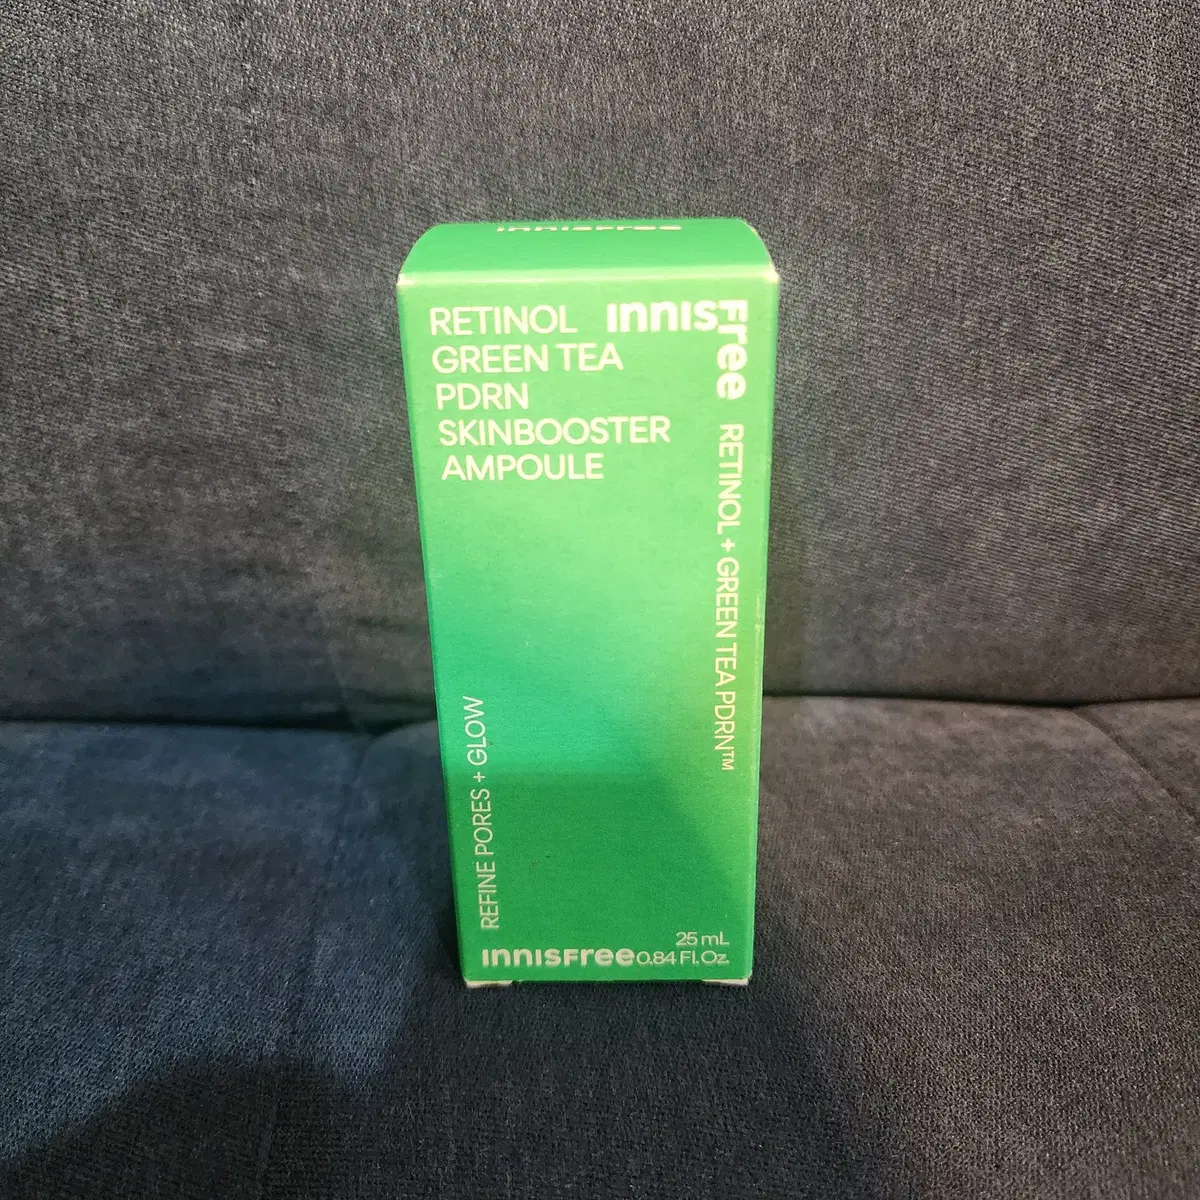 INNISFREE
RETINOL
GREEN TEA
PDRN
SKINBOOSTER
AMPOULE
INNISFREE
RETINOL + GREEN TEA PDRN™
REFINE PORES + GLOW
INNISFREE
25 mL
0.84 Fl. Oz.